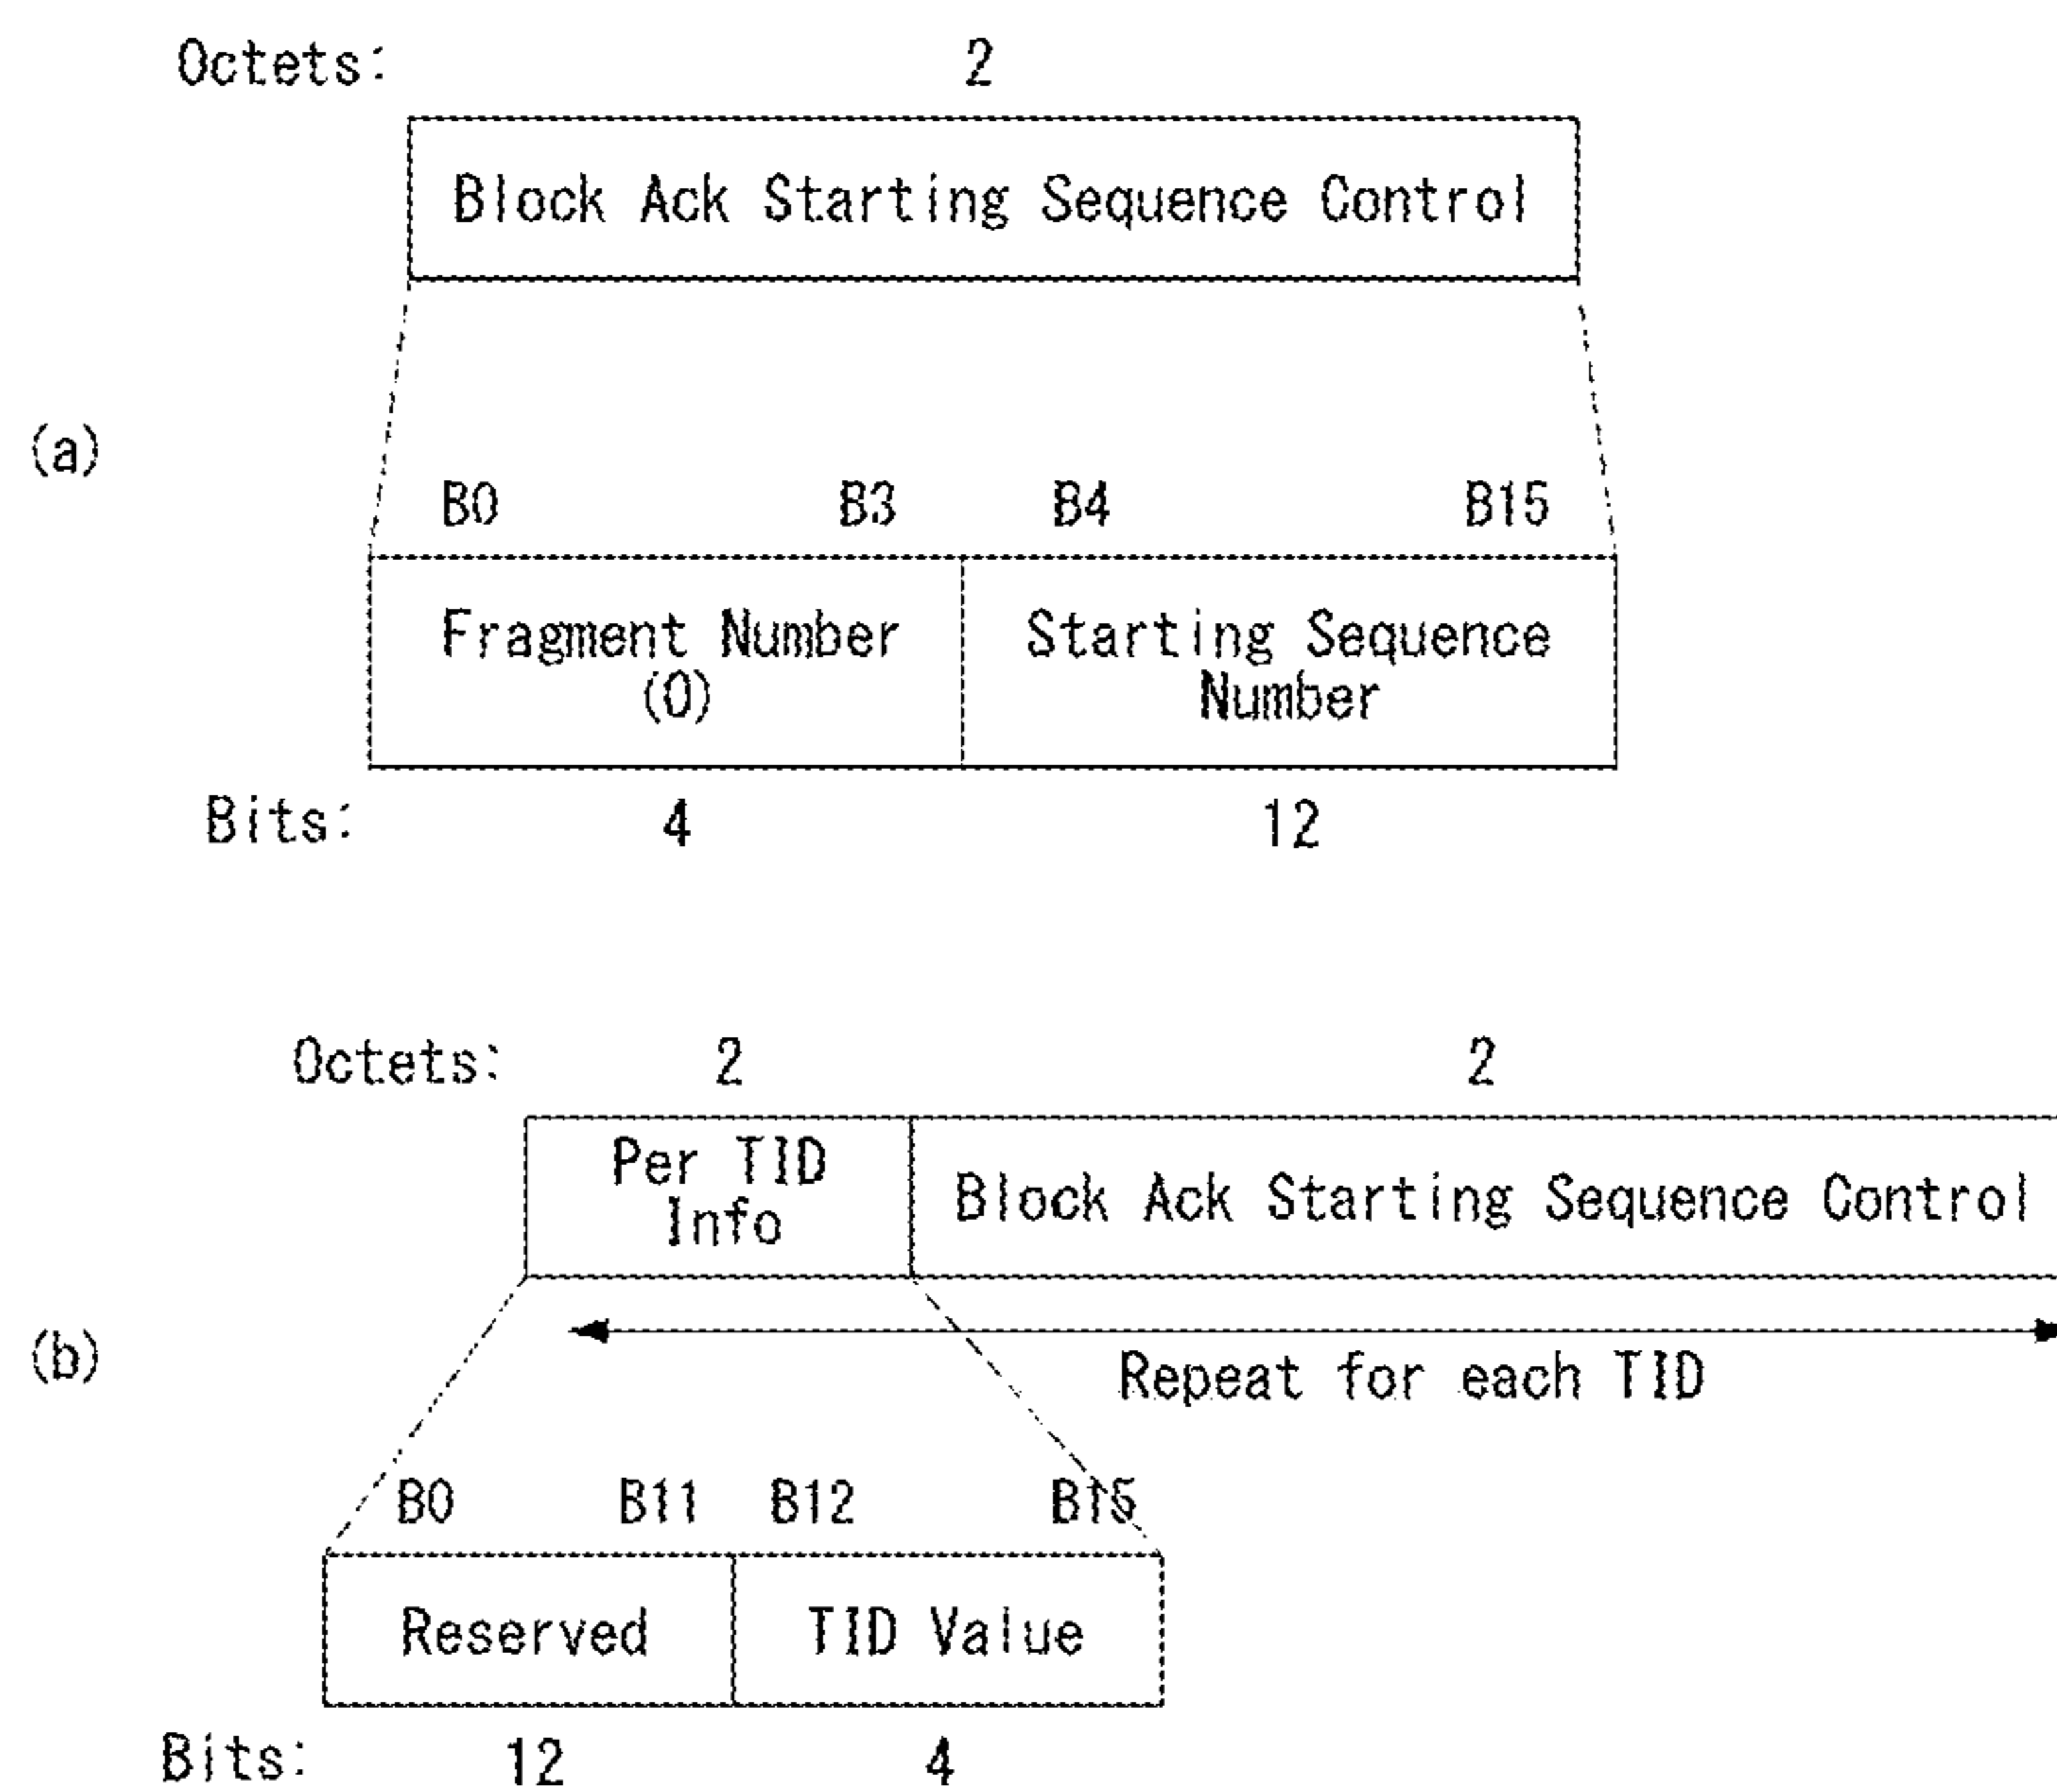 Octets: 2
Block Ack Starting Sequence Control
(a)
B0 B3 B4 B15
Fragment Number
(0)
Starting Sequence
Number
Bits: 4 12
Octets: 2 2
Per TID
Info
Block Ack Starting Sequence Control
(b)
Repeat for each TID
B0 B11 B12 B15
Reserved TID Value
Bits: 12 4